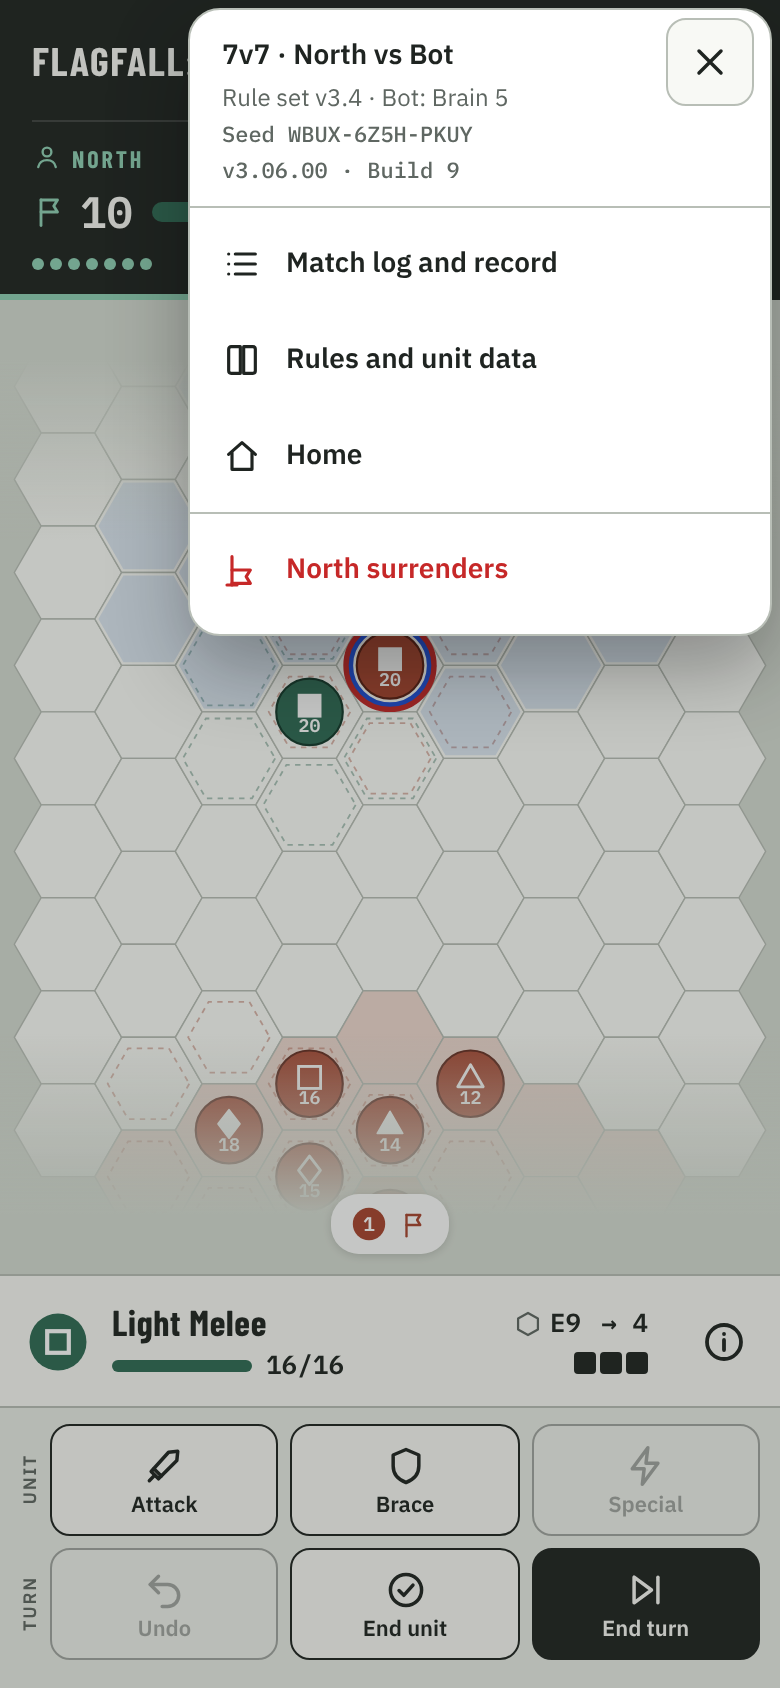 FLAGFALL
7v7 · North vs Bot
Rule set v3.4 · Bot: Brain 5
Seed WBUX-6Z5H-PKUY
v3.06.00 · Build 9
NORTH
10
Match log and record
Rules and unit data
Home
North surrenders
20
20
16
12
18
14
15
1
Light Melee
16/16
E9 → 4
UNIT
Attack
Brace
Special
TURN
Undo
End unit
End turn